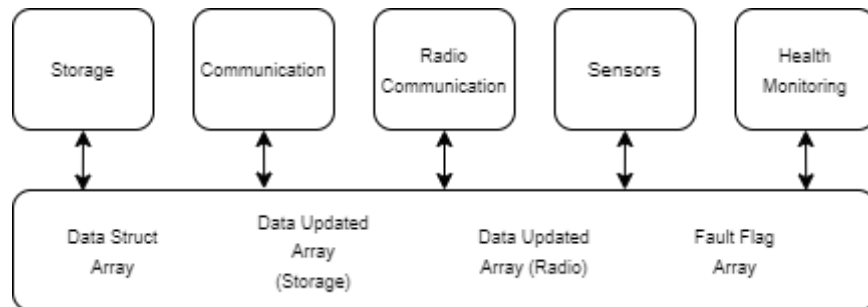 Storage
Communication
Radio
Communication
Sensors
Health
Monitoring
Data Struct
Array
Data Updated
Array
(Storage)
Data Updated
Array (Radio)
Fault Flag
Array